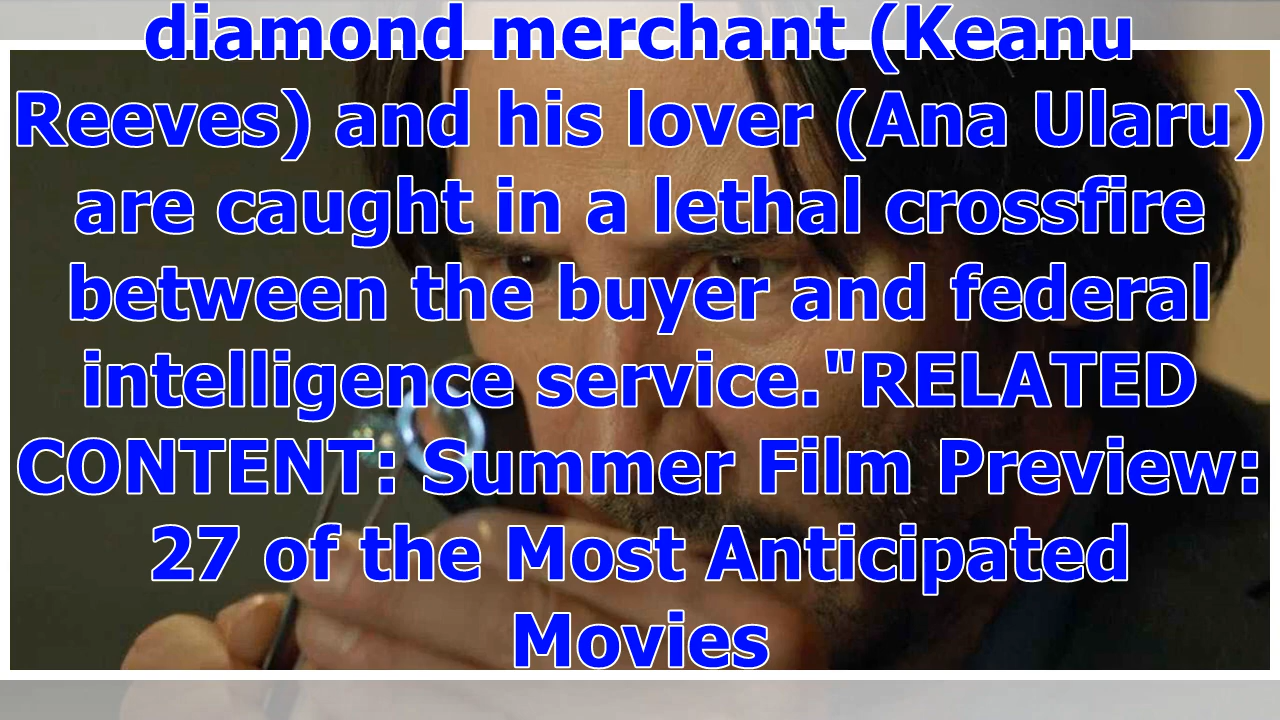 diamond merchant (Keanu
Reeves) and his lover (Ana Ularu)
are caught in a lethal crossfire
between the buyer and federal
intelligence service."RELATED
CONTENT: Summer Film Preview:
27 of the Most Anticipated
Movies